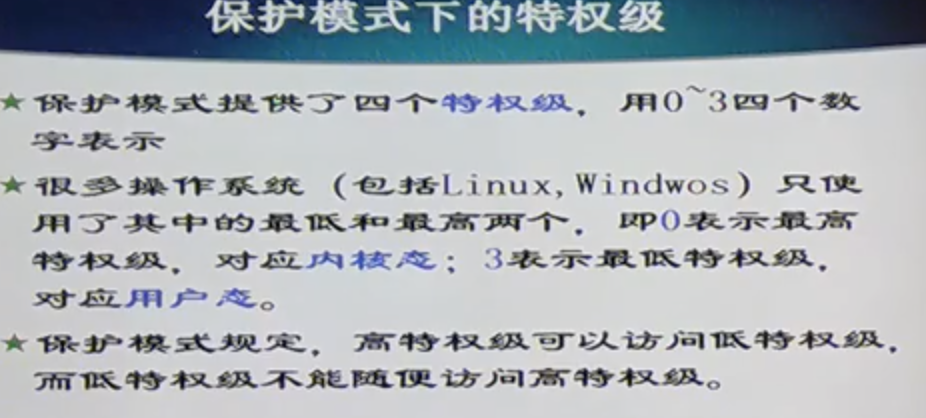 保护模式下的特权级
★保护模式提供了四个特权级，用0~3四个数
字表示
★很多操作系统（包括Linux,Windwos）只使
用了其中的最低和最高两个，即0表示最高
特权级，对应内核态；3表示最低特权级，
对应用户态。
★保护模式规定，高特权级可以访问低特权级，
而低特权级不能随便访问高特权级。